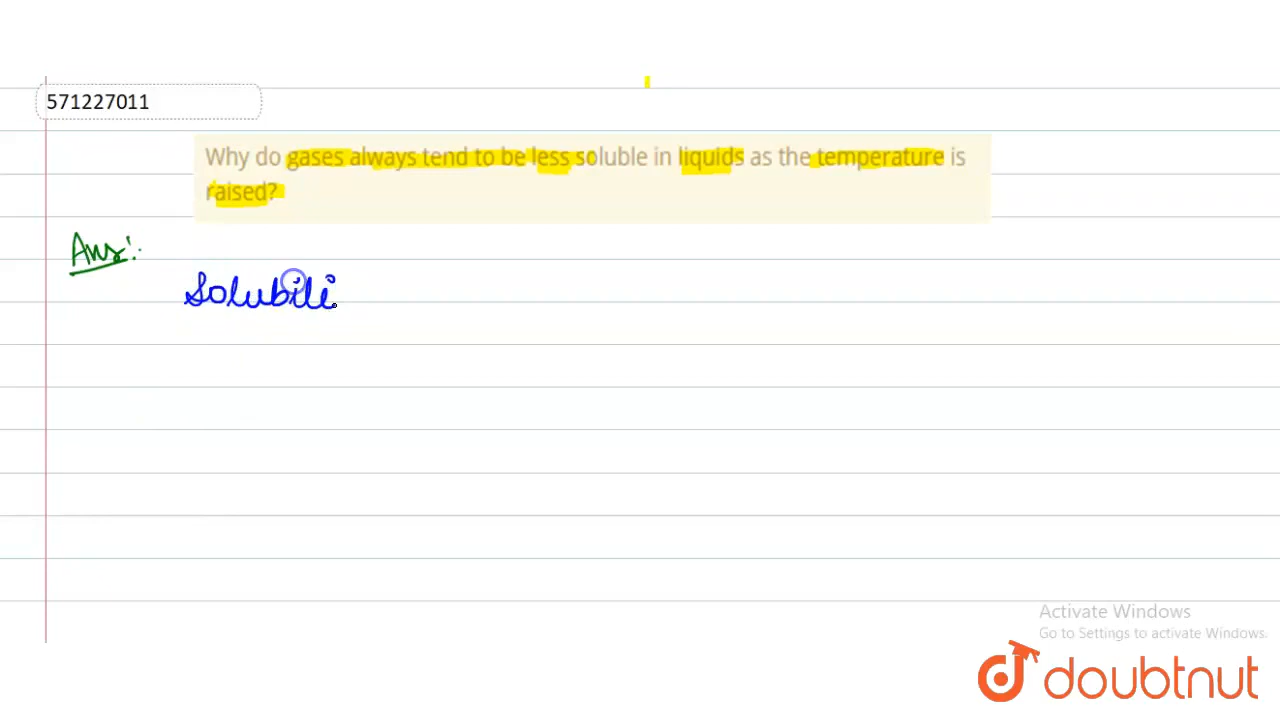 571227011
Why do gases always tend to be less soluble in liquids as the temperature is
raised?
Ans:
Solubili
Activate Windows
Go to Settings to activate Windows.
doubtnut